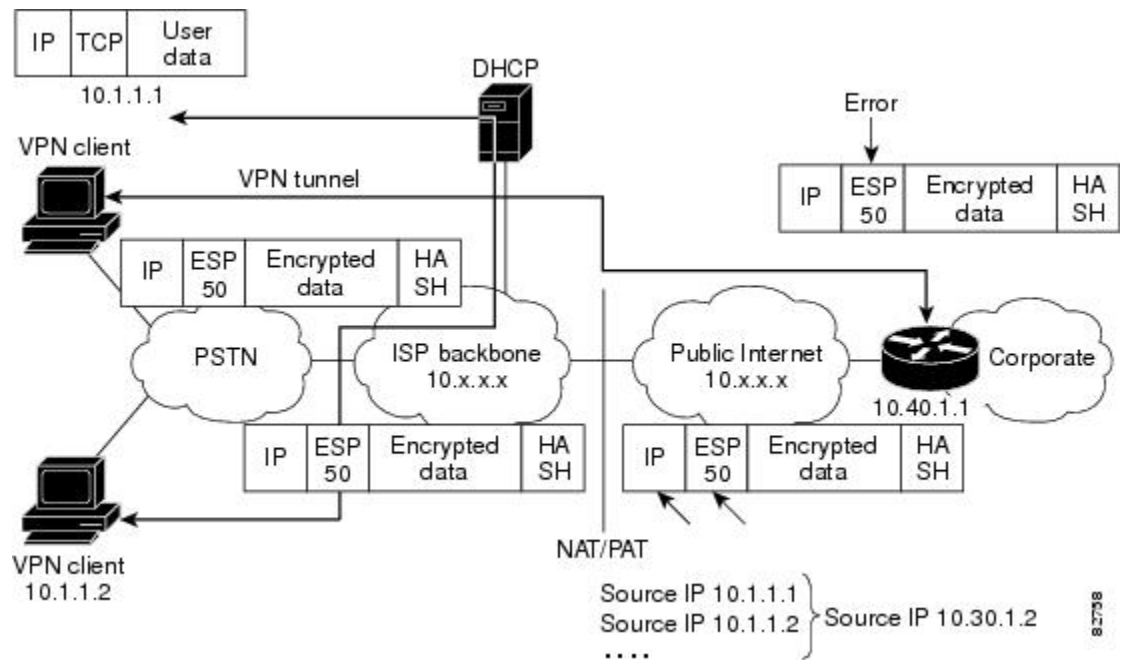 IP TCP User data
10.1.1.1
DHCP
Error
VPN client
VPN tunnel
IP ESP 50 Encrypted data HA SH
IP ESP 50 Encrypted data HA SH
PSTN
ISP backbone
10.x.x.x
Public Internet
10.x.x.x
Corporate
10.40.1.1
IP ESP 50 Encrypted data HA SH
IP ESP 50 Encrypted data HA SH
NAT/PAT
VPN client
10.1.1.2
Source IP 10.1.1.1
Source IP 10.1.1.2
....
Source IP 10.30.1.2
82758